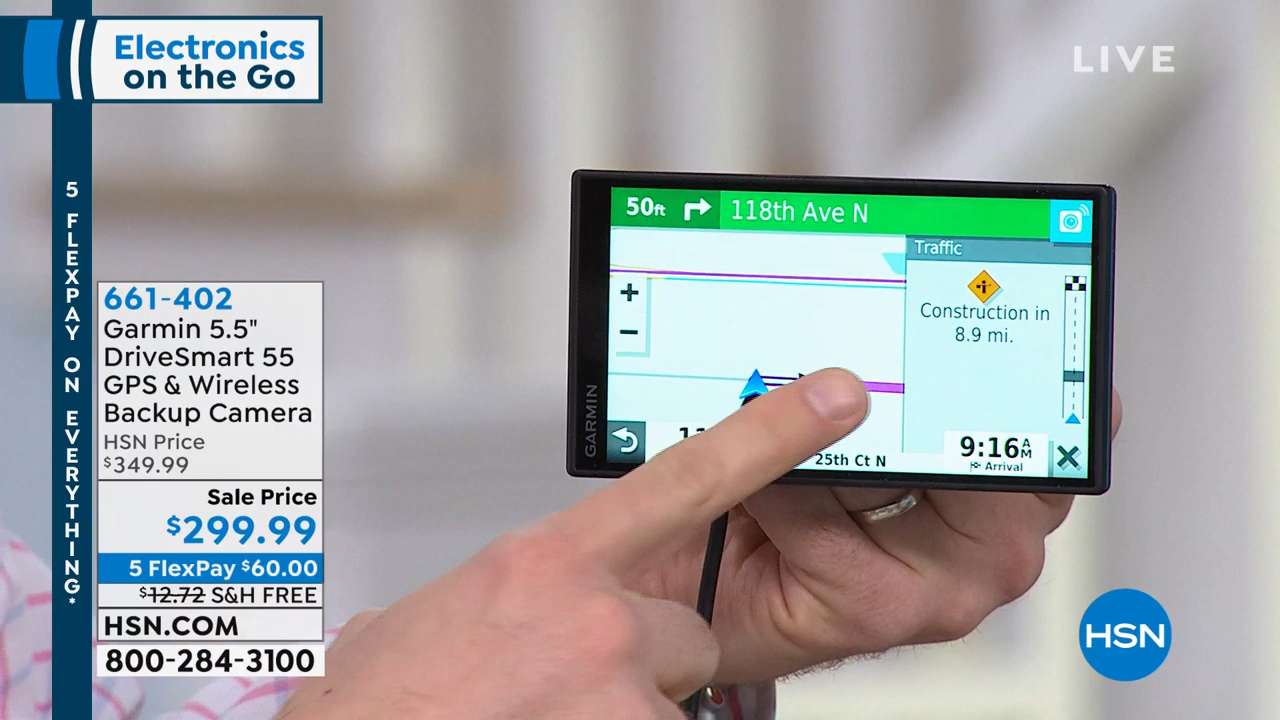 Electronics
on the Go
LIVE
5 FLEXPAY ON EVERYTHING*
661-402
Garmin 5.5"
DriveSmart 55
GPS & Wireless
Backup Camera
HSN Price
$349.99
Sale Price
$299.99
5 FlexPay $60.00
$12.72 S&H FREE
HSN.COM
800-284-3100
50ft
118th Ave N
Traffic
Construction in
8.9 mi.
+
−
GARMIN
25th Ct N
9:16 AM
Arrival
HSN